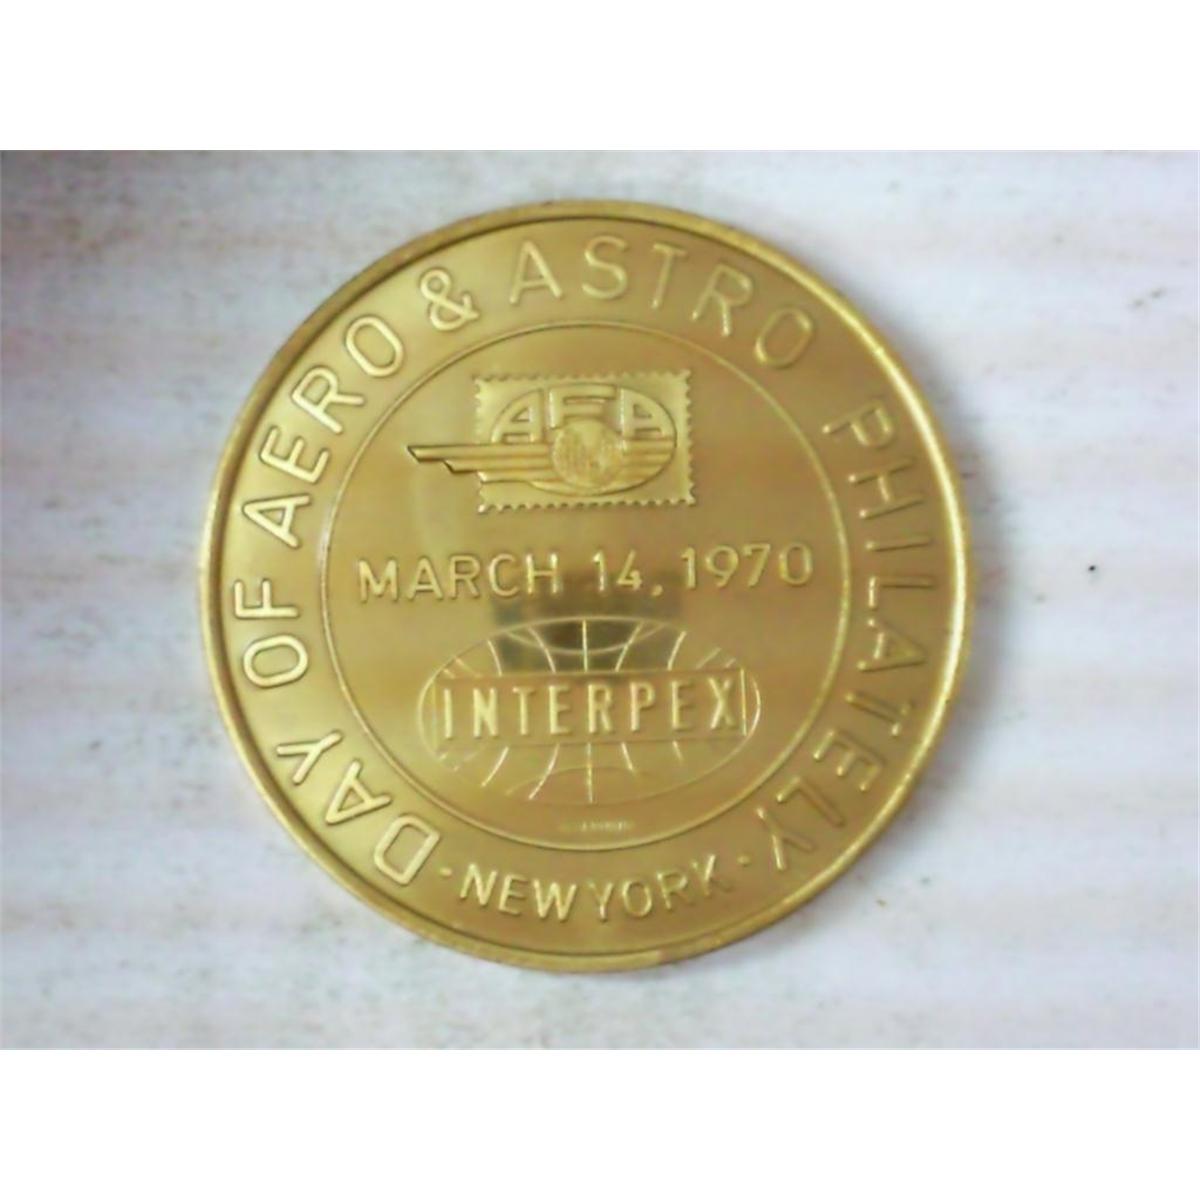 DAY OF AERO & ASTRO PHILATELY
AFA
MARCH 14, 1970
INTERPEX
· NEW YORK ·